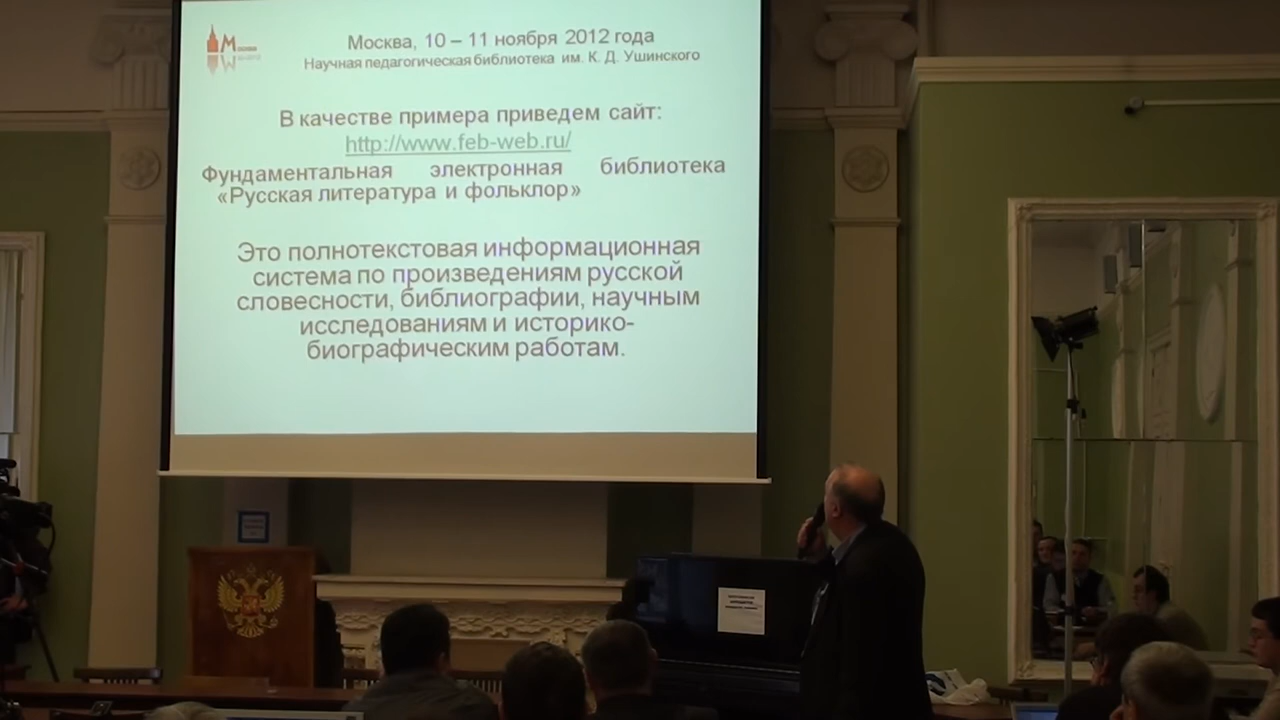 Москва, 10 – 11 ноября 2012 года
Научная педагогическая библиотека им. К. Д. Ушинского
В качестве примера приведем сайт:
http://www.feb-web.ru/
Фундаментальная электронная библиотека
«Русская литература и фольклор»
Это полнотекстовая информационная
система по произведениям русской
словесности, библиографии, научным
исследованиям и историко-
биографическим работам.